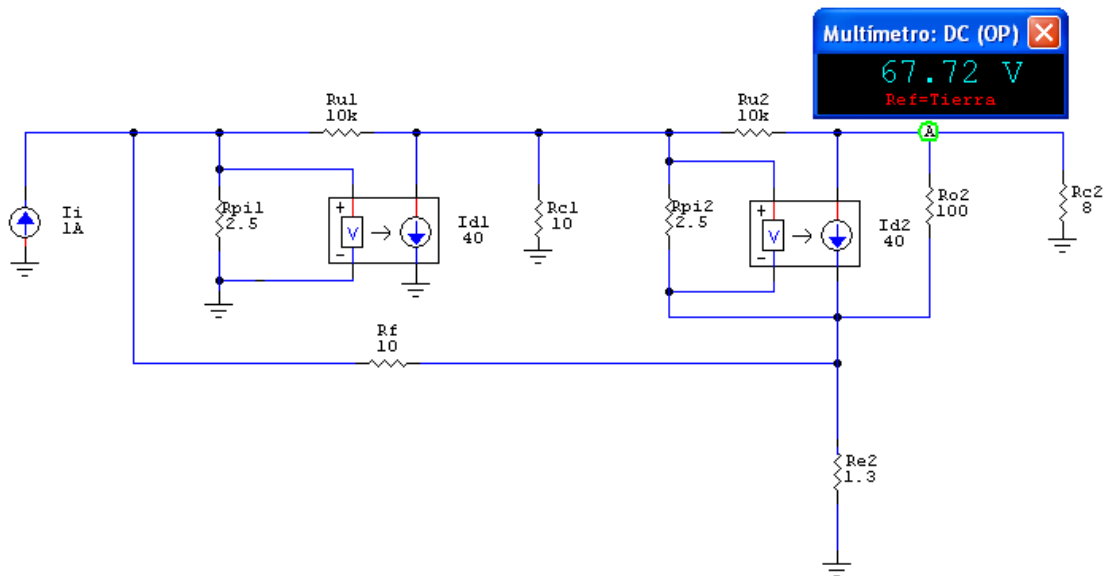 Multímetro: DC (OP)
67.72 V
Ref=Tierra
Ru1
10k
Ru2
10k
A
Ii
1A
Rpi1
2.5
+
V
-
Id1
40
Rc1
10
Rpi2
2.5
+
V
-
Id2
40
Ro2
100
Rc2
8
Rf
10
Re2
1.3